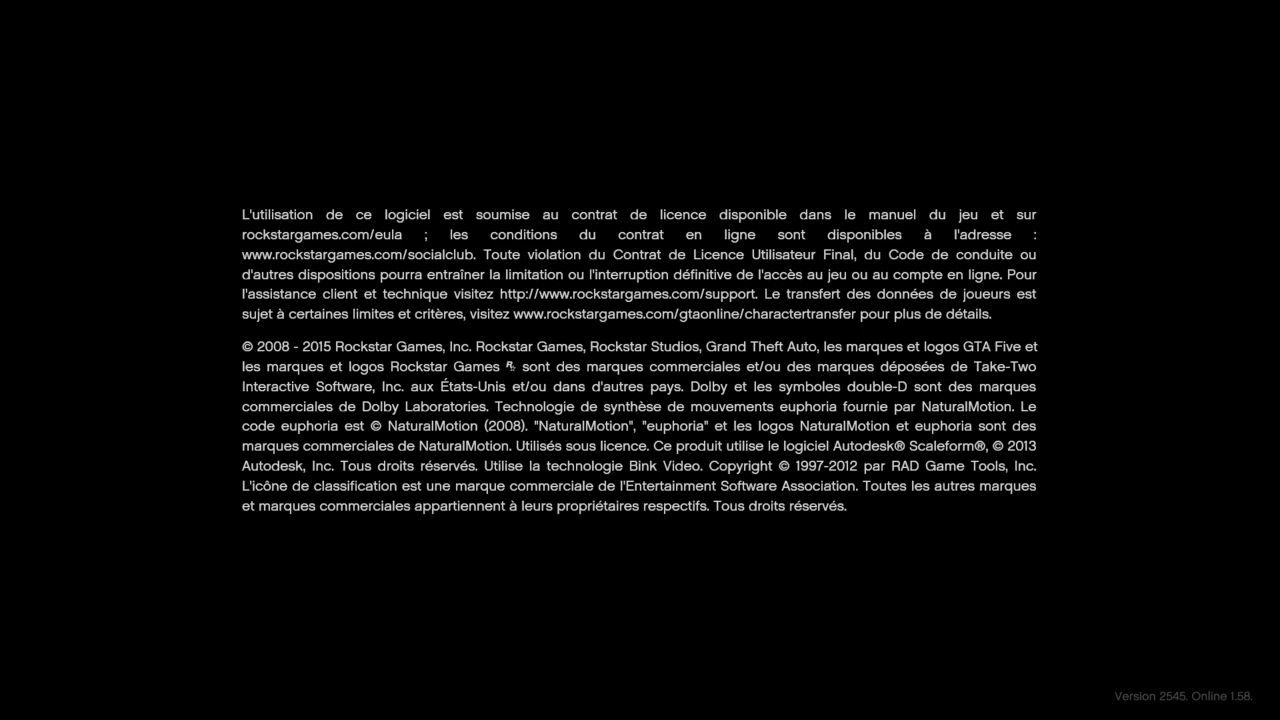 L'utilisation de ce logiciel est soumise au contrat de licence disponible dans le manuel du jeu et sur
rockstargames.com/eula ; les conditions du contrat en ligne sont disponibles à l'adresse :
www.rockstargames.com/socialclub. Toute violation du Contrat de Licence Utilisateur Final, du Code de conduite ou
d'autres dispositions pourra entraîner la limitation ou l'interruption définitive de l'accès au jeu ou au compte en ligne. Pour
l'assistance client et technique visitez http://www.rockstargames.com/support. Le transfert des données de joueurs est
sujet à certaines limites et critères, visitez www.rockstargames.com/gtaonline/charactertransfer pour plus de détails.
© 2008 - 2015 Rockstar Games, Inc. Rockstar Games, Rockstar Studios, Grand Theft Auto, les marques et logos GTA Five et
les marques et logos Rockstar Games R* sont des marques commerciales et/ou des marques déposées de Take-Two
Interactive Software, Inc. aux États-Unis et/ou dans d'autres pays. Dolby et les symboles double-D sont des marques
commerciales de Dolby Laboratories. Technologie de synthèse de mouvements euphoria fournie par NaturalMotion. Le
code euphoria est © NaturalMotion (2008). "NaturalMotion", "euphoria" et les logos NaturalMotion et euphoria sont des
marques commerciales de NaturalMotion. Utilisés sous licence. Ce produit utilise le logiciel Autodesk® Scaleform®, © 2013
Autodesk, Inc. Tous droits réservés. Utilise la technologie Bink Video. Copyright © 1997-2012 par RAD Game Tools, Inc.
L'icône de classification est une marque commerciale de l'Entertainment Software Association. Toutes les autres marques
et marques commerciales appartiennent à leurs propriétaires respectifs. Tous droits réservés.
Version 2545. Online 1.58.